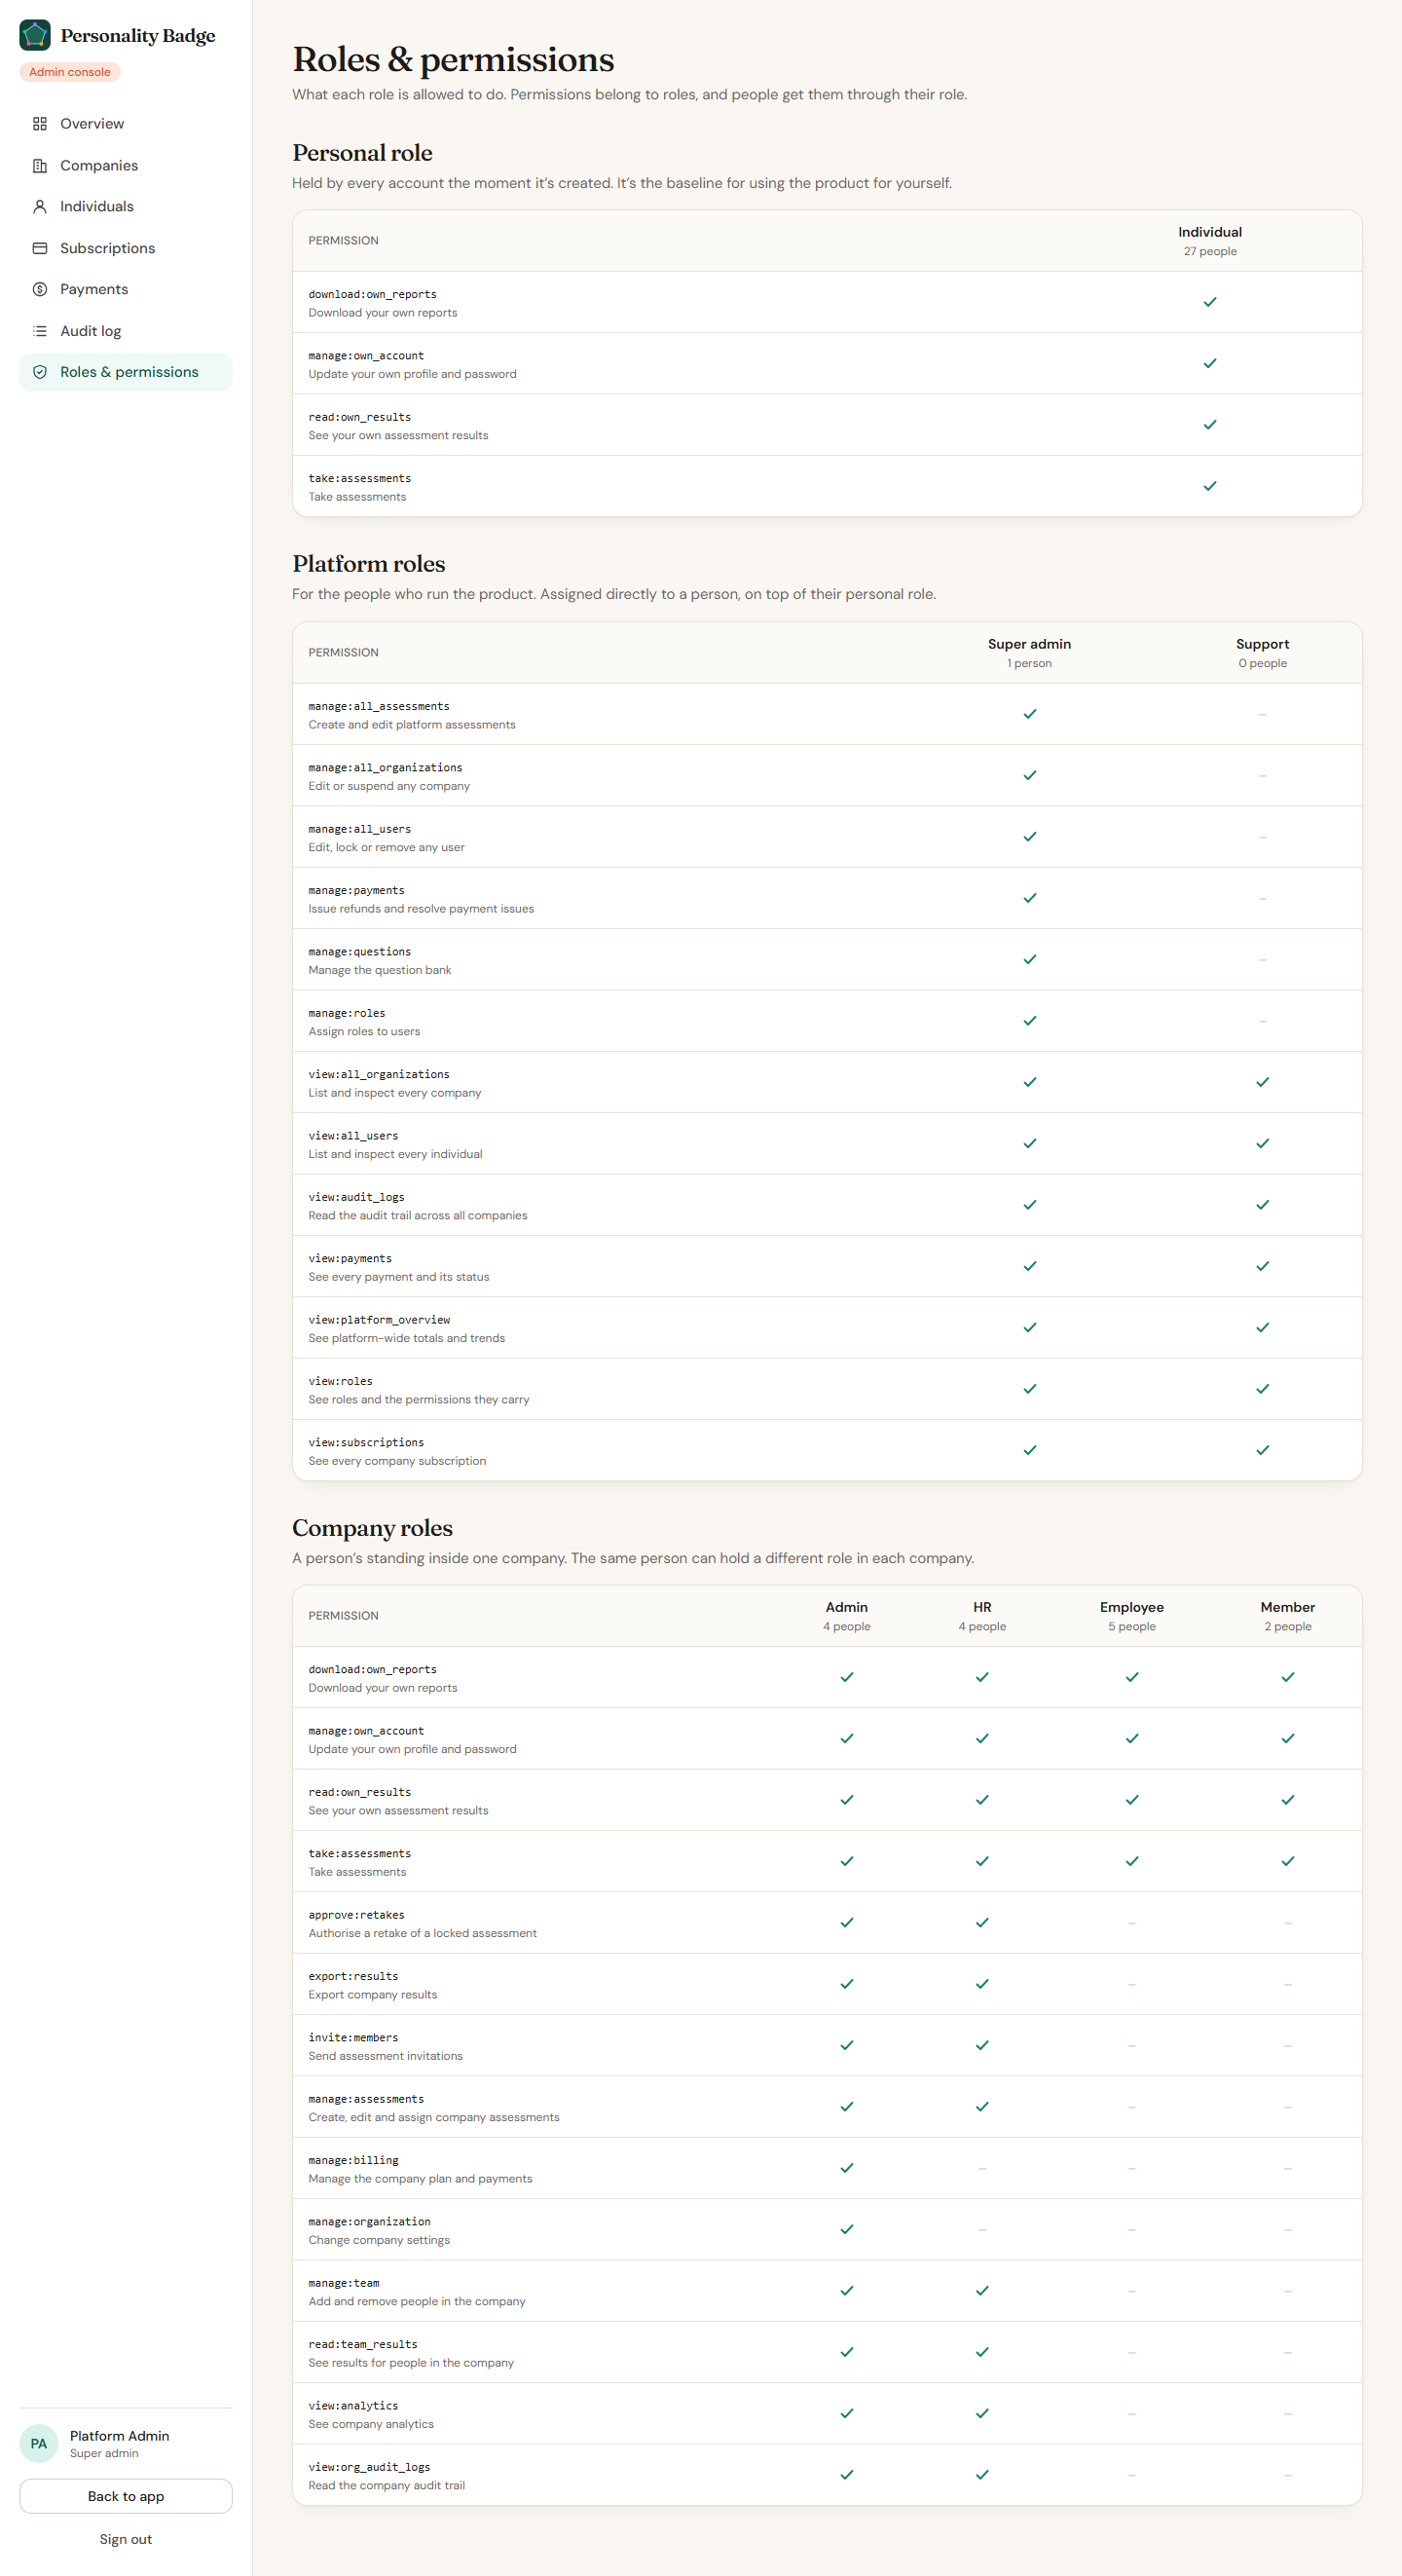 Personality Badge
Admin console
Overview
Companies
Individuals
Subscriptions
Payments
Audit log
Roles & permissions
Platform Admin
PA
Super admin
Back to app
Sign out
Roles & permissions
What each role is allowed to do. Permissions belong to roles, and people get them through their role.
Personal role
Held by every account the moment it’s created. It’s the baseline for using the product for yourself.
PERMISSION
Individual
27 people
download:own_reports
Download your own reports
manage:own_account
Update your own profile and password
read:own_results
See your own assessment results
take:assessments
Take assessments
Platform roles
For the people who run the product. Assigned directly to a person, on top of their personal role.
PERMISSION
Super admin
1 person
Support
0 people
manage:all_assessments
Create and edit platform assessments
–
manage:all_organizations
Edit or suspend any company
–
manage:all_users
Edit, lock or remove any user
–
manage:payments
Issue refunds and resolve payment issues
–
manage:questions
Manage the question bank
–
manage:roles
Assign roles to users
–
view:all_organizations
List and inspect every company
view:all_users
List and inspect every individual
view:audit_logs
Read the audit trail across all companies
view:payments
See every payment and its status
view:platform_overview
See platform-wide totals and trends
view:roles
See roles and the permissions they carry
view:subscriptions
See every company subscription
Company roles
A person’s standing inside one company. The same person can hold a different role in each company.
PERMISSION
Admin
4 people
HR
4 people
Employee
5 people
Member
2 people
download:own_reports
Download your own reports
manage:own_account
Update your own profile and password
read:own_results
See your own assessment results
take:assessments
Take assessments
approve:retakes
Authorise a retake of a locked assessment
– –
export:results
Export company results
– –
invite:members
Send assessment invitations
– –
manage:assessments
Create, edit and assign company assessments
– –
manage:billing
Manage the company plan and payments
– – –
manage:organization
Change company settings
– – –
manage:team
Add and remove people in the company
– –
read:team_results
See results for people in the company
– –
view:analytics
See company analytics
– –
view:org_audit_logs
Read the company audit trail
– –